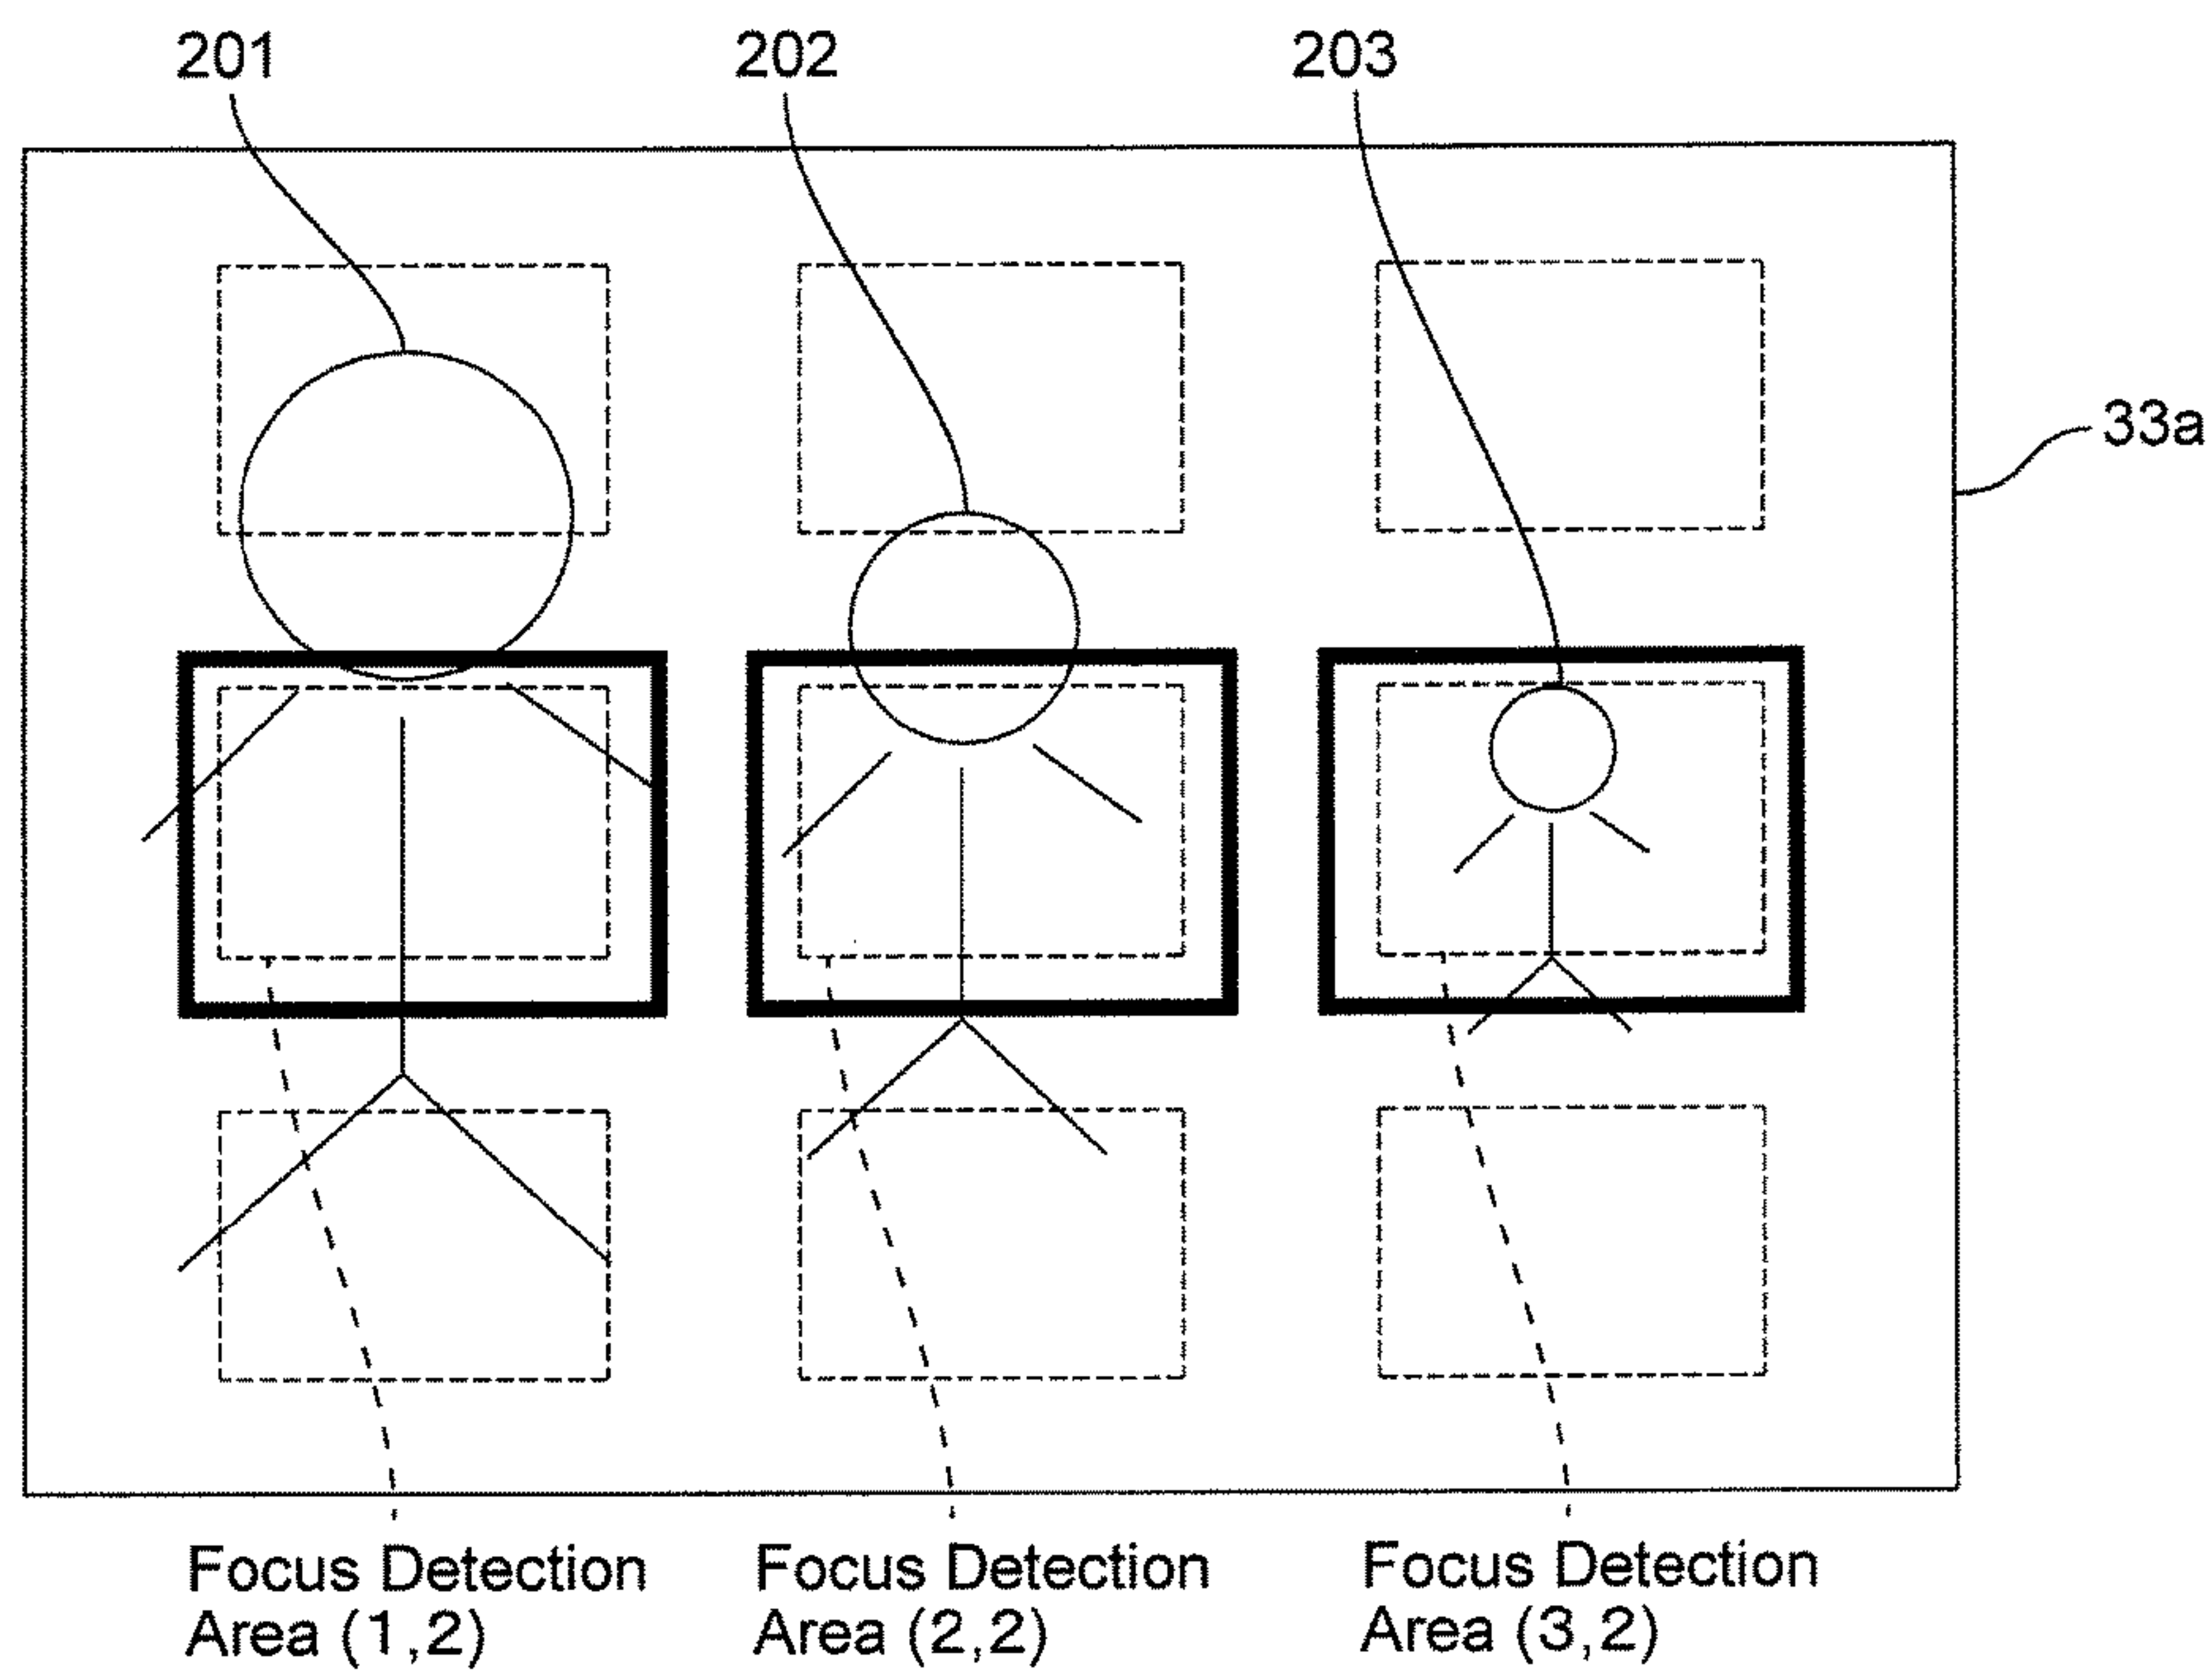 201
202
203
33a
Focus Detection
Area (1,2)
Focus Detection
Area (2,2)
Focus Detection
Area (3,2)